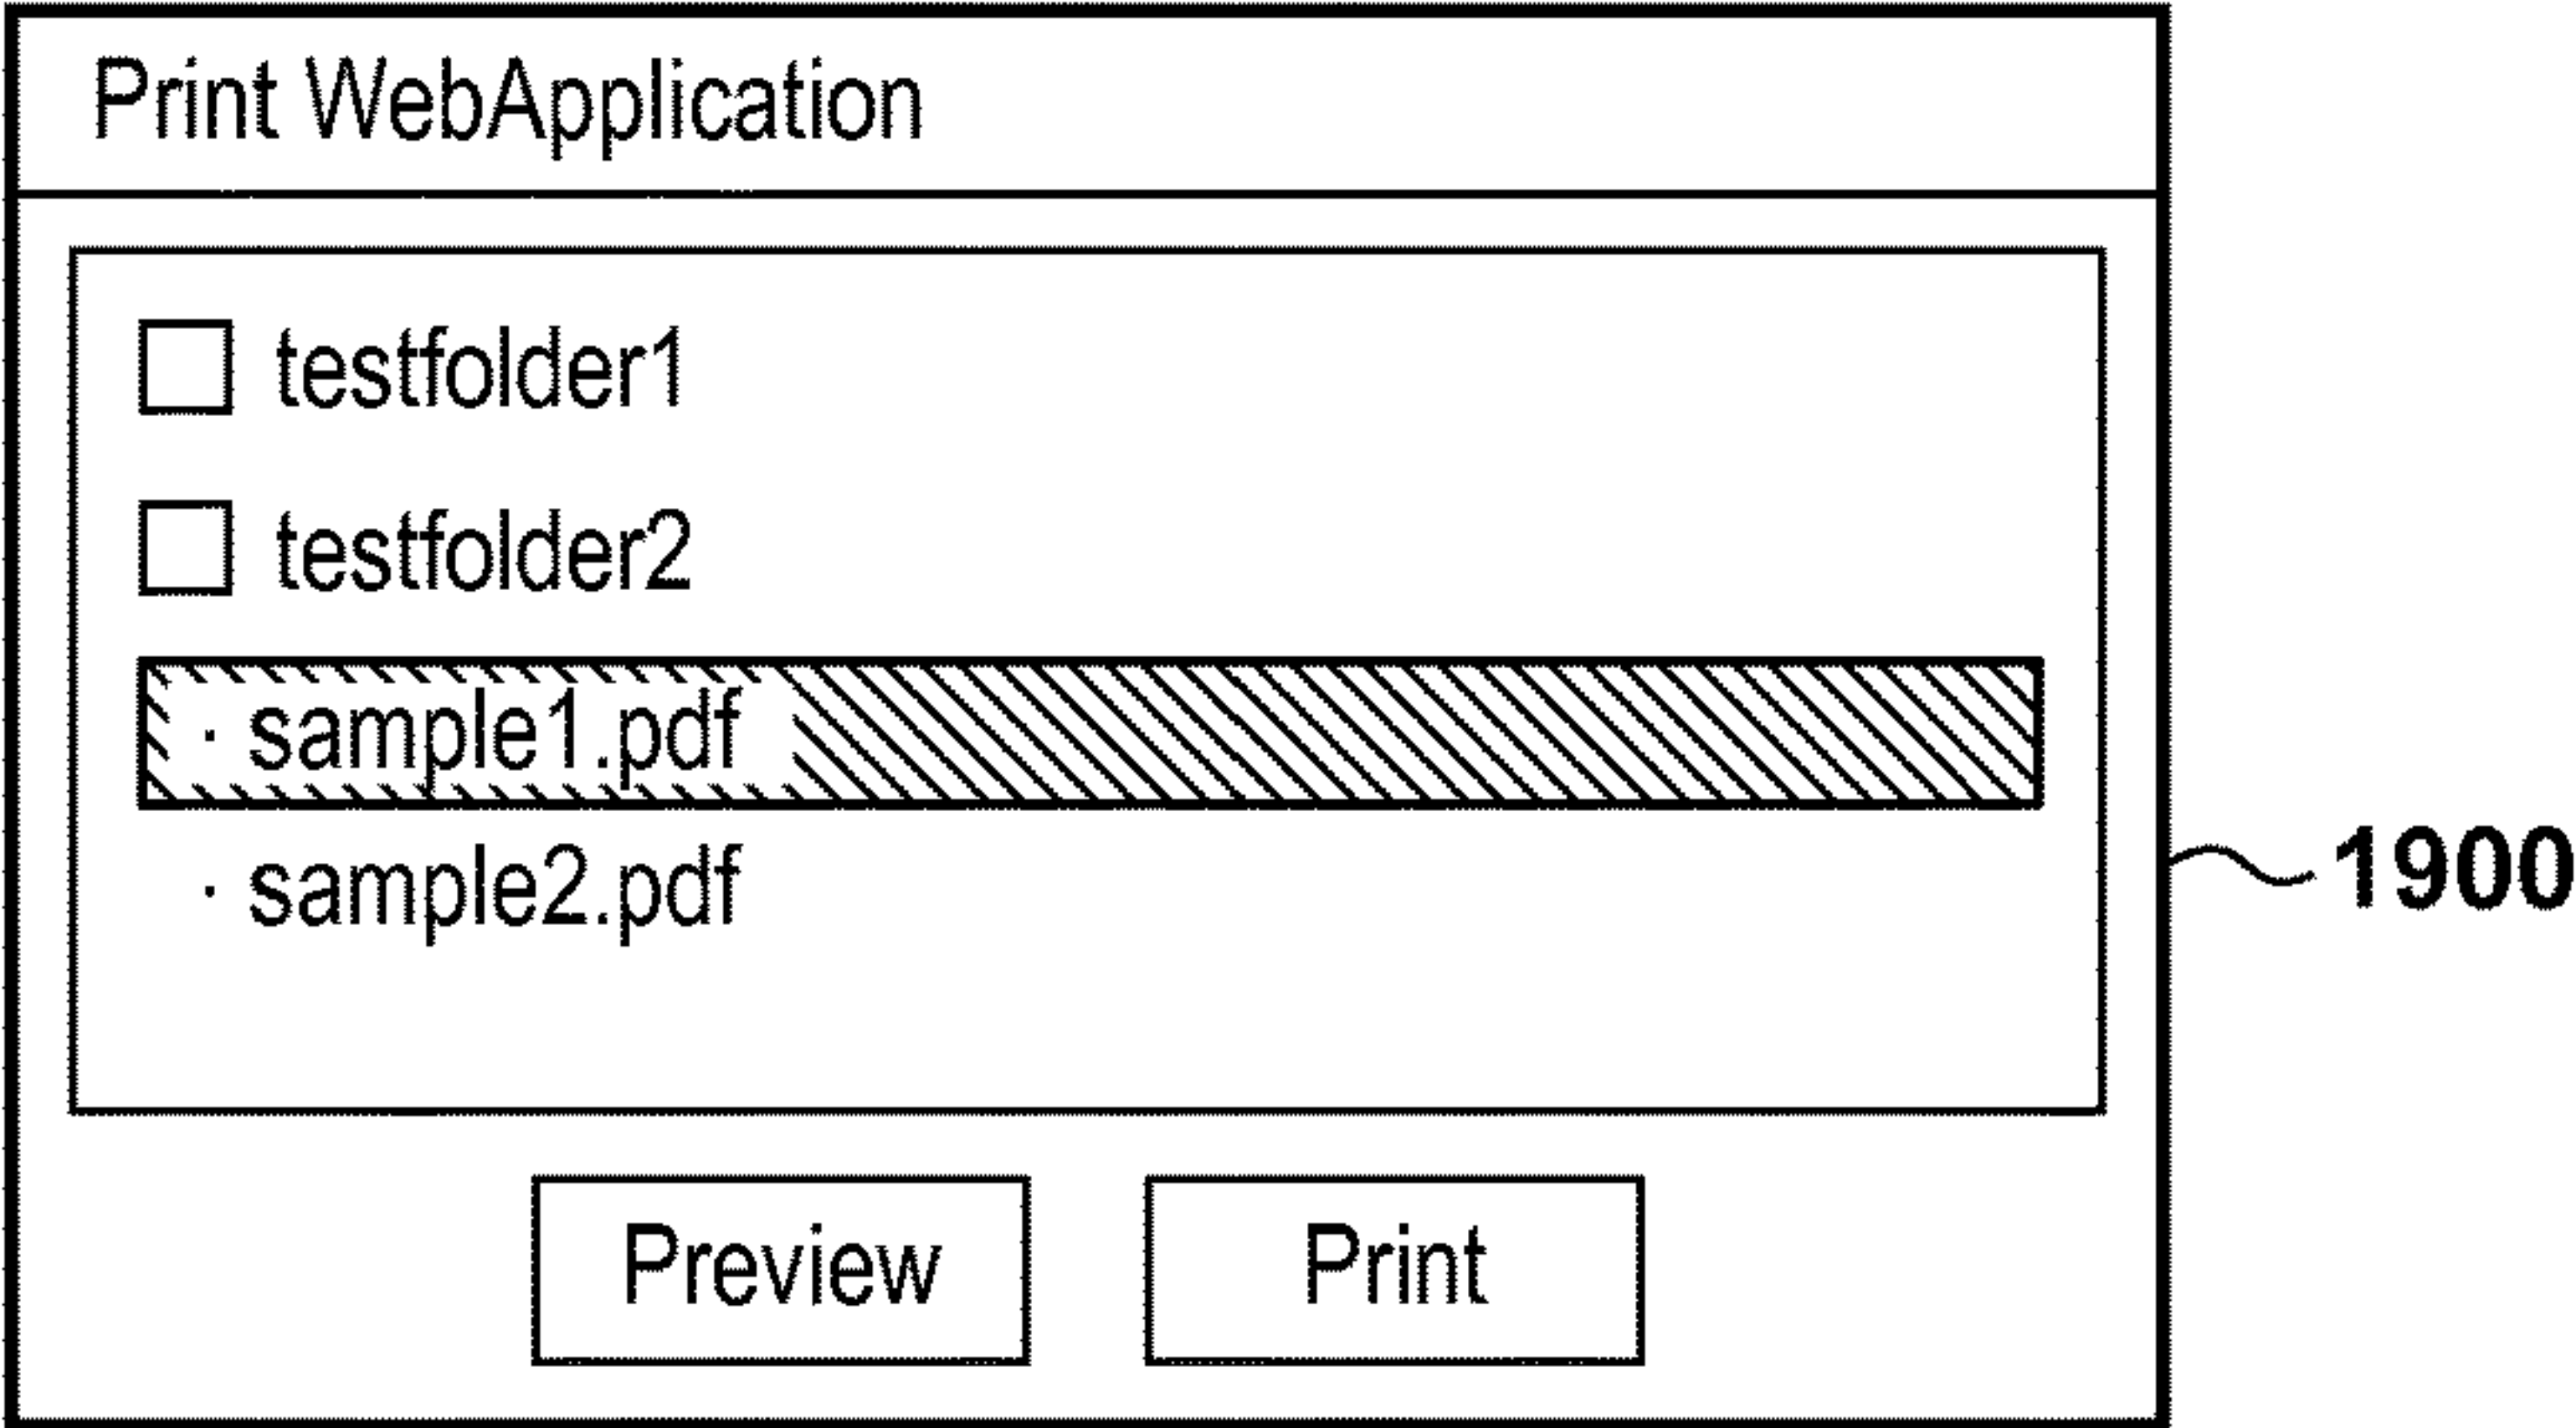 Print WebApplication
testfolder1
testfolder2
· sample1.pdf
· sample2.pdf
1900
Preview
Print